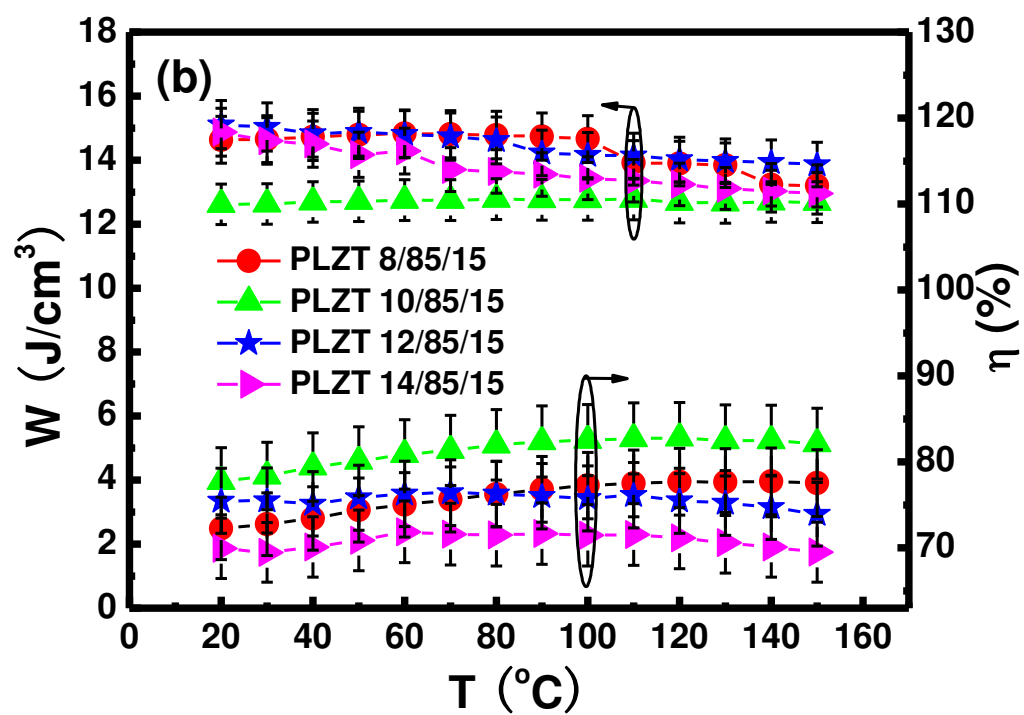 (b)
18
16
14
12
10
8
6
4
2
0
W (J/cm³)
130
120
110
100
90
80
70
η (%)
PLZT 8/85/15
PLZT 10/85/15
PLZT 12/85/15
PLZT 14/85/15
0 20 40 60 80 100 120 140 160
T (°C)